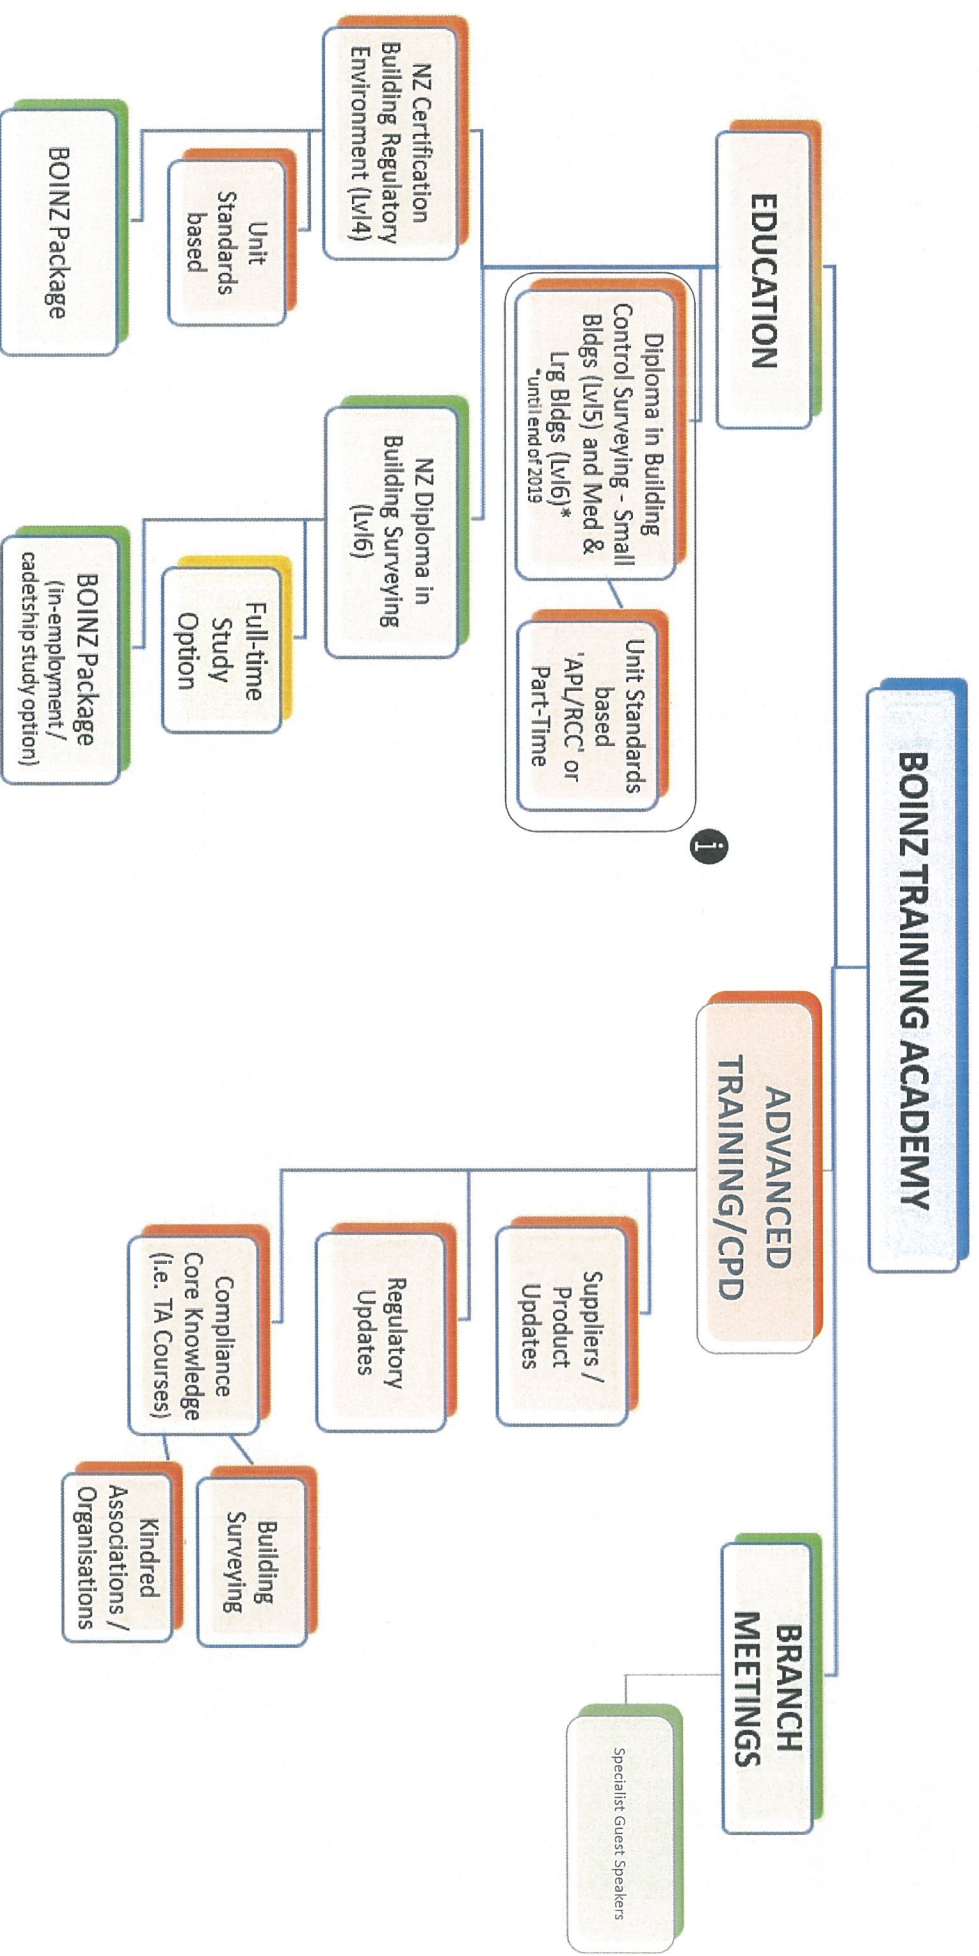 BOINZ TRAINING ACADEMY
EDUCATION
Diploma in Building
Control Surveying - Small
Bldgs (Lvl5) and Med &
Lrg Bldgs (Lvl6)*
*until end of 2019
Unit Standards
based
'APL/RCC' or
Part-Time
i
NZ Certification
Building Regulatory
Environment (Lvl4)
Unit
Standards
based
BOINZ Package
NZ Diploma in
Building Surveying
(Lvl6)
Full-time
Study
Option
BOINZ Package
(in-employment /
cadetship study option)
ADVANCED
TRAINING/CPD
Suppliers /
Product
Updates
Regulatory
Updates
Compliance
Core Knowledge
(i.e. TA Courses)
Building
Surveying
Kindred
Associations /
Organisations
BRANCH
MEETINGS
Specialist Guest Speakers